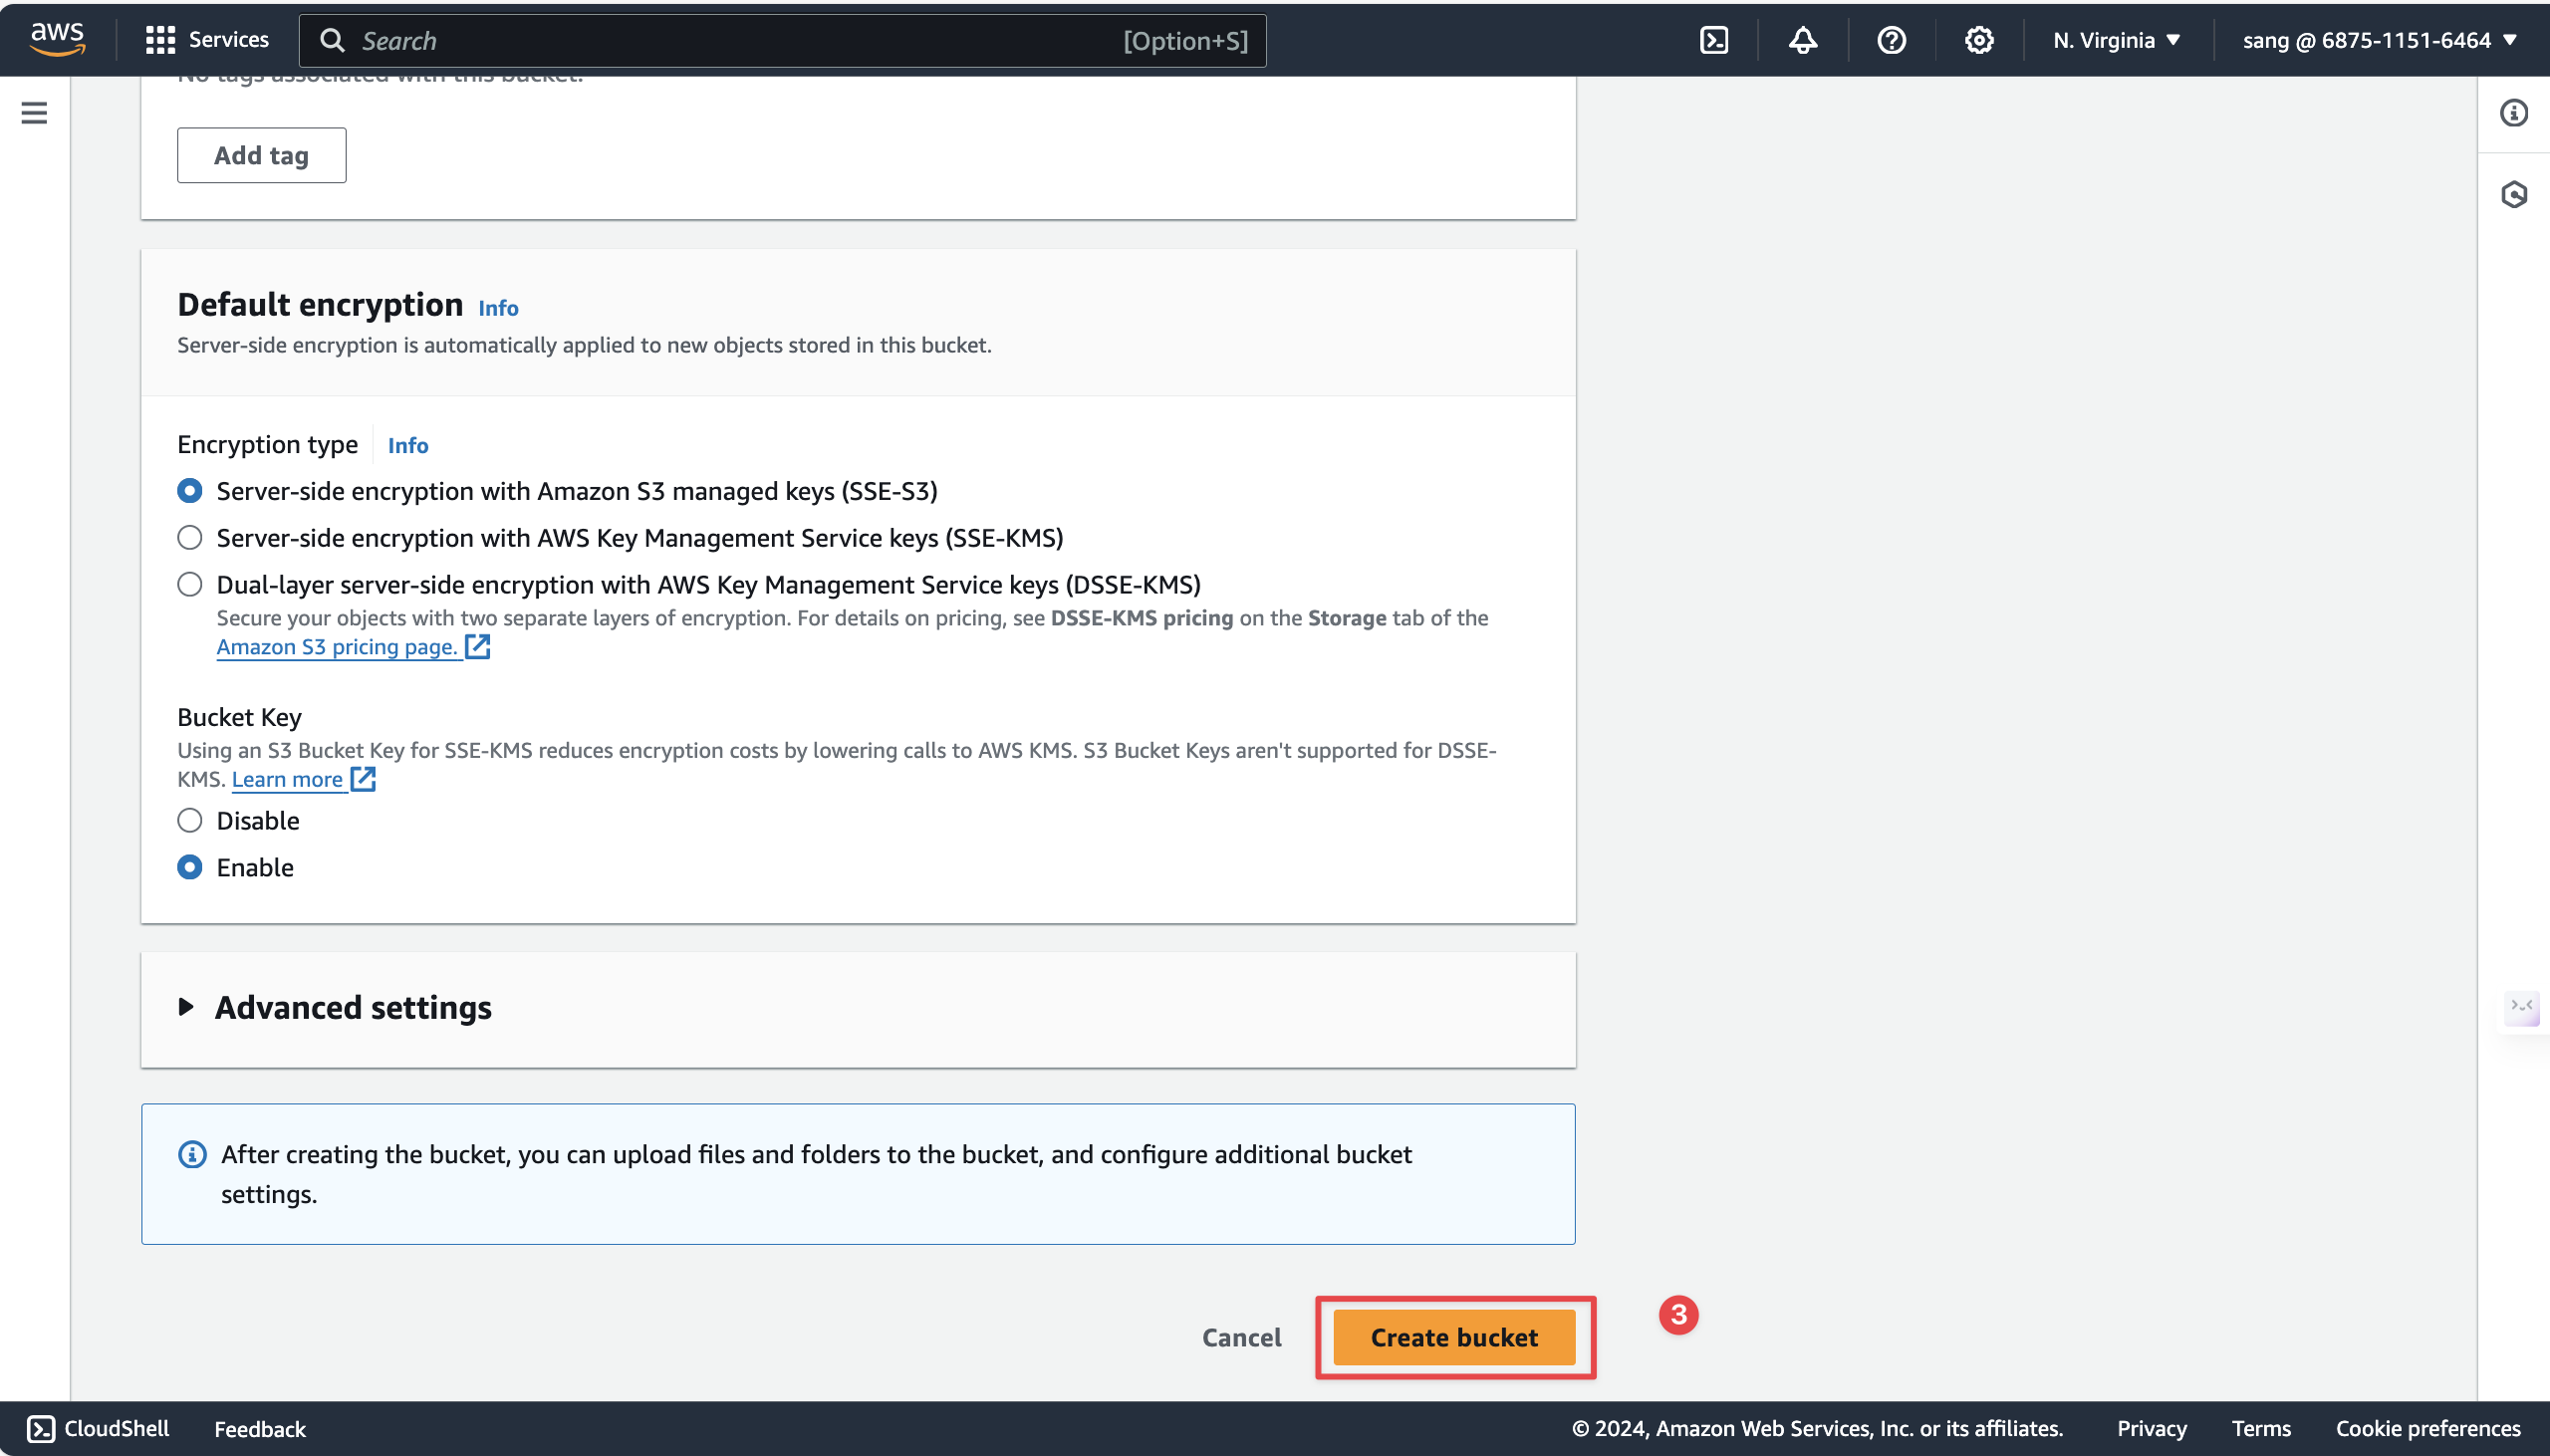 aws
Services
Search
[Option+S]
N. Virginia
sang @ 6875-1151-6464
No tags associated with this bucket.
Add tag
Default encryption Info
Server-side encryption is automatically applied to new objects stored in this bucket.
Encryption type Info
Server-side encryption with Amazon S3 managed keys (SSE-S3)
Server-side encryption with AWS Key Management Service keys (SSE-KMS)
Dual-layer server-side encryption with AWS Key Management Service keys (DSSE-KMS)
Secure your objects with two separate layers of encryption. For details on pricing, see DSSE-KMS pricing on the Storage tab of the
Amazon S3 pricing page.
Bucket Key
Using an S3 Bucket Key for SSE-KMS reduces encryption costs by lowering calls to AWS KMS. S3 Bucket Keys aren't supported for DSSE-
KMS. Learn more
Disable
Enable
Advanced settings
After creating the bucket, you can upload files and folders to the bucket, and configure additional bucket
settings.
Cancel
Create bucket
3
CloudShell
Feedback
© 2024, Amazon Web Services, Inc. or its affiliates.
Privacy
Terms
Cookie preferences